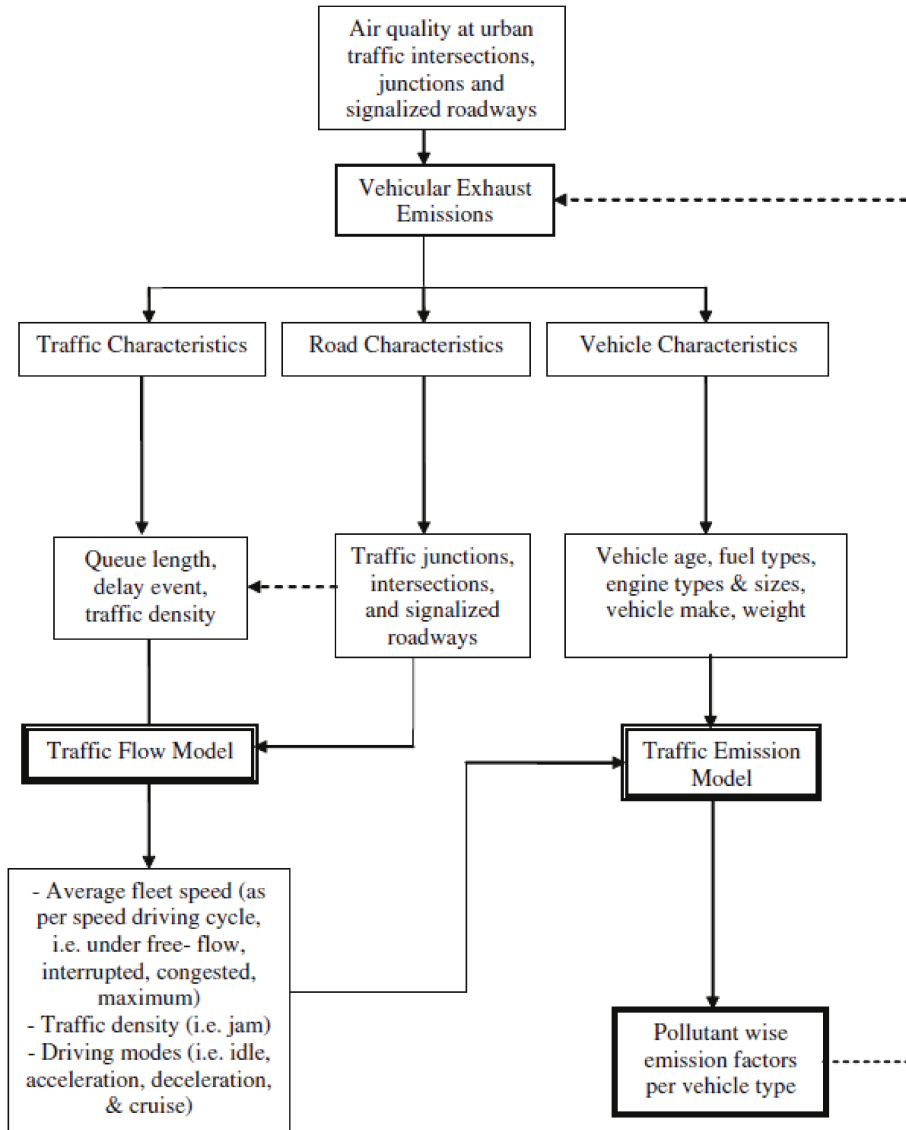 Air quality at urban
traffic intersections,
junctions and
signalized roadways
Vehicular Exhaust
Emissions
Traffic Characteristics
Road Characteristics
Vehicle Characteristics
Queue length,
delay event,
traffic density
Traffic junctions,
intersections,
and signalized
roadways
Vehicle age, fuel types,
engine types & sizes,
vehicle make, weight
Traffic Flow Model
Traffic Emission
Model
- Average fleet speed (as
per speed driving cycle,
i.e. under free- flow,
interrupted, congested,
maximum)
- Traffic density (i.e. jam)
- Driving modes (i.e. idle,
acceleration, deceleration,
& cruise)
Pollutant wise
emission factors
per vehicle type